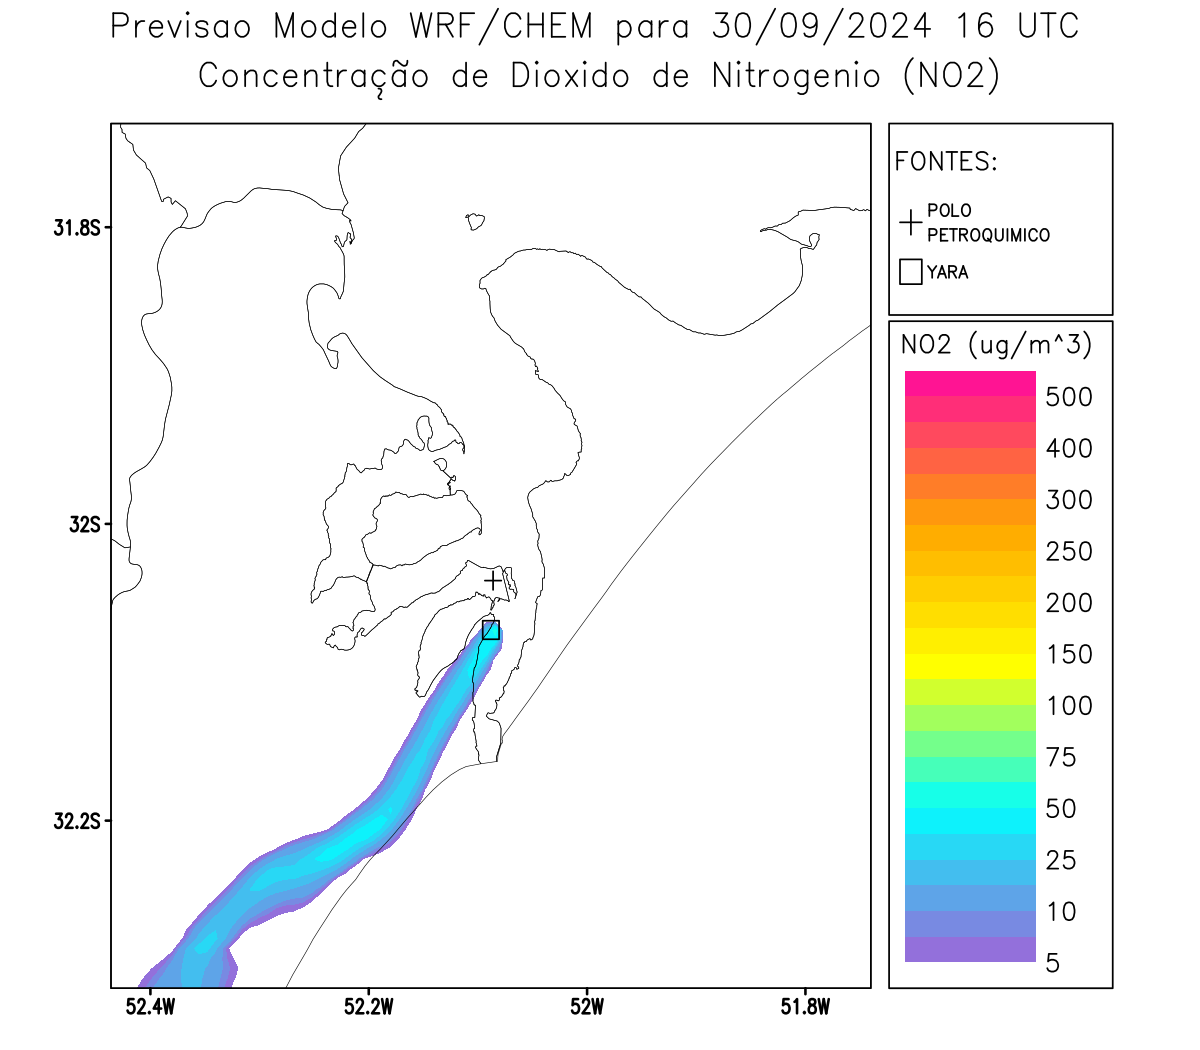 Previsao Modelo WRF/CHEM para 30/09/2024 16 UTC
Concentração de Dioxido de Nitrogenio (NO2)
FONTES:
POLO
PETROQUIMICO
YARA
NO2 (ug/m^3)
500
400
300
250
200
150
100
75
50
25
10
5
31.8S
32S
32.2S
52.4W
52.2W
52W
51.8W